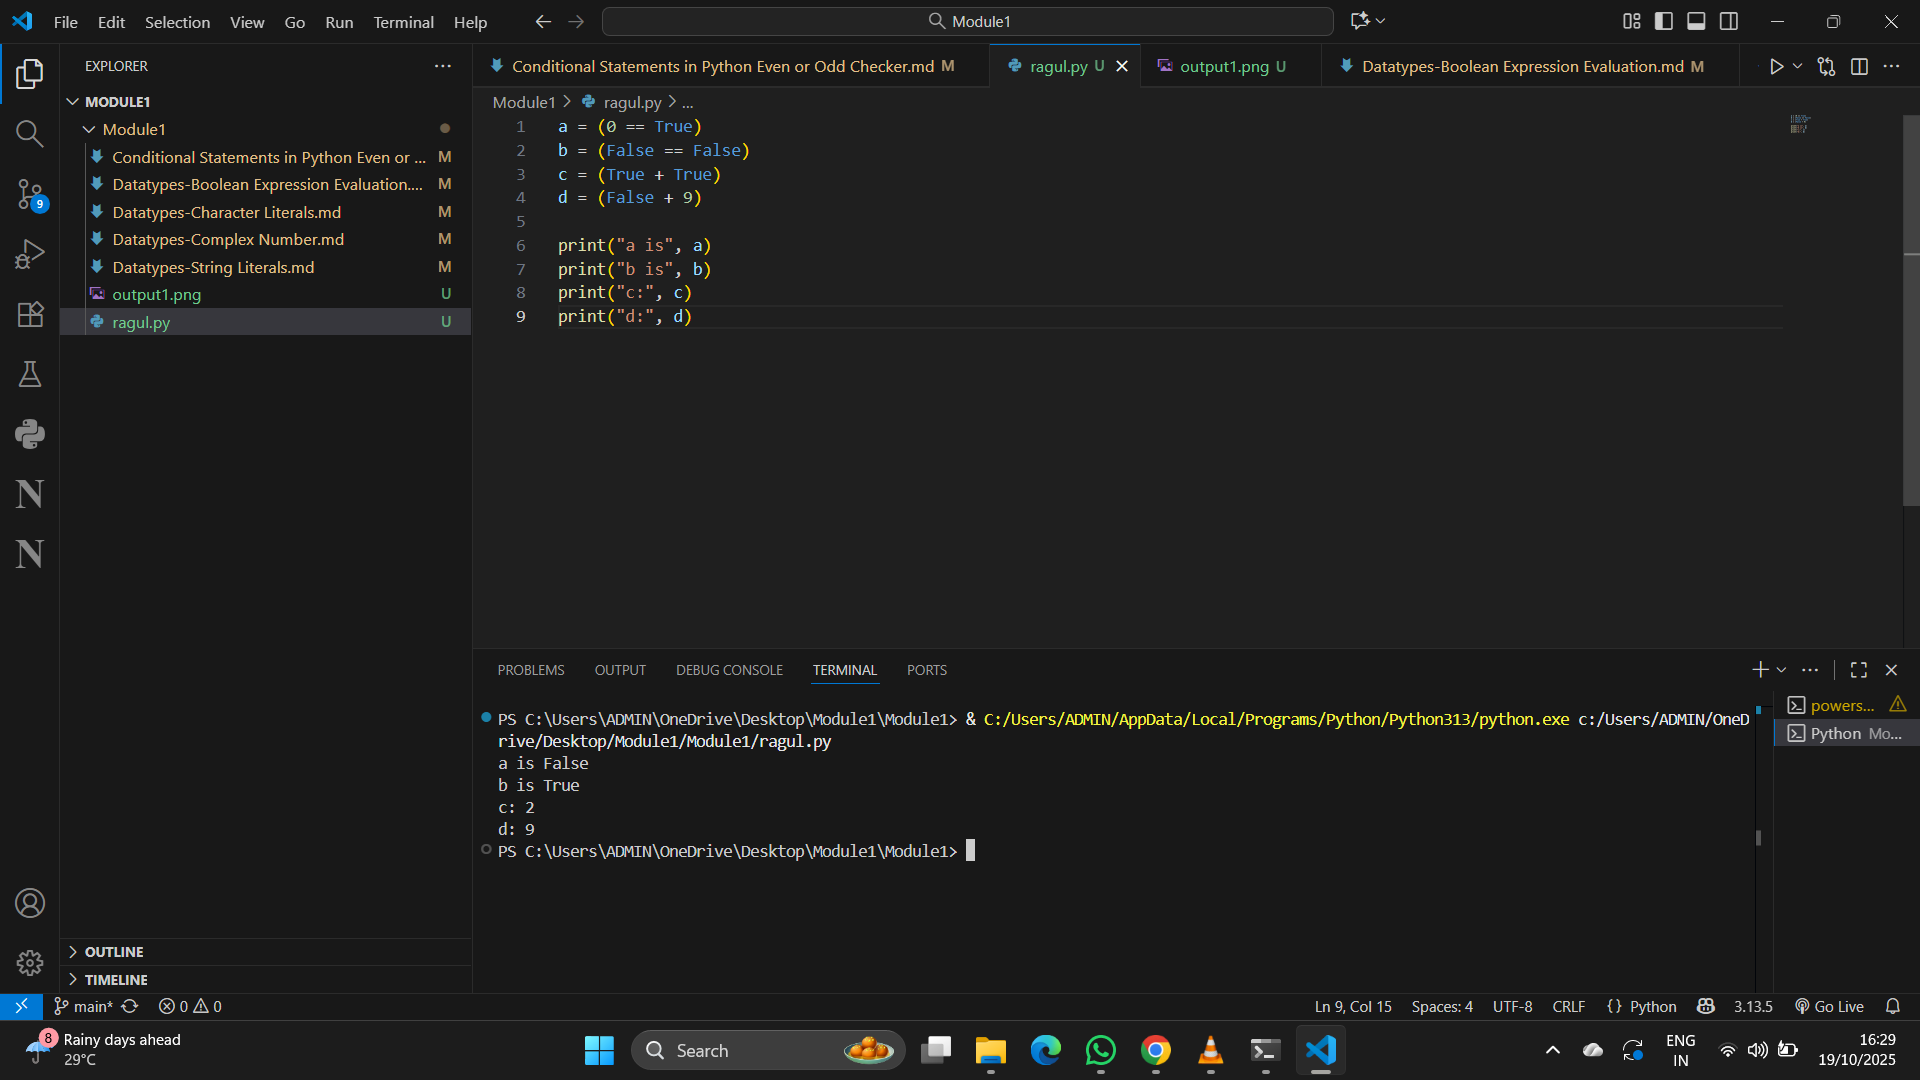 File Edit Selection View Go Run Terminal Help
Module1
EXPLORER
MODULE1
Module1
Conditional Statements in Python Even or ... M
Datatypes-Boolean Expression Evaluation.... M
Datatypes-Character Literals.md M
Datatypes-Complex Number.md M
Datatypes-String Literals.md M
output1.png U
ragul.py U
OUTLINE
TIMELINE
9
Conditional Statements in Python Even or Odd Checker.md M
ragul.py U
output1.png U
Datatypes-Boolean Expression Evaluation.md M
Module1 > ragul.py > ...
1 a = (0 == True)
2 b = (False == False)
3 c = (True + True)
4 d = (False + 9)
5
6 print("a is", a)
7 print("b is", b)
8 print("c:", c)
9 print("d:", d)
PROBLEMS OUTPUT DEBUG CONSOLE TERMINAL PORTS
PS C:\Users\ADMIN\OneDrive\Desktop\Module1\Module1> & C:/Users/ADMIN/AppData/Local/Programs/Python/Python313/python.exe c:/Users/ADMIN/OneD
rive/Desktop/Module1/Module1/ragul.py
a is False
b is True
c: 2
d: 9
PS C:\Users\ADMIN\OneDrive\Desktop\Module1\Module1>
powers...
Python Mo...
main* 0 0
Ln 9, Col 15 Spaces: 4 UTF-8 CRLF {} Python 3.13.5 Go Live
8
Rainy days ahead
29°C
Search
ENG
IN
16:29
19/10/2025